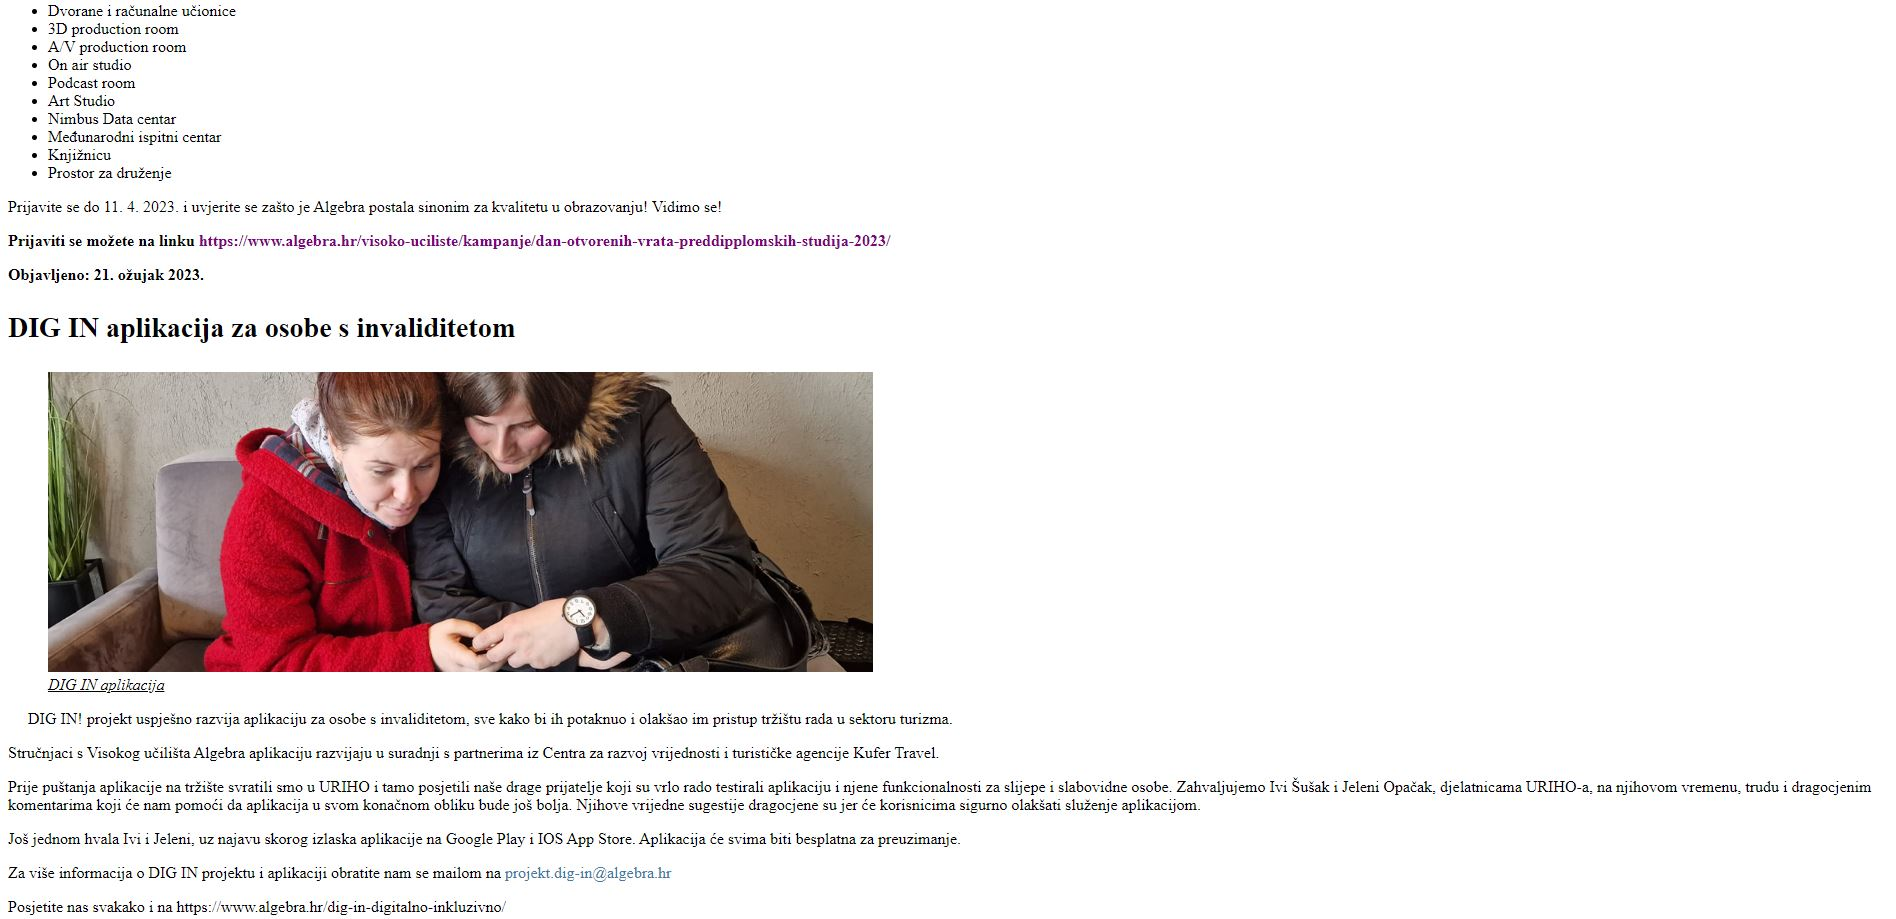 Dvorane i računalne učionice
3D production room
A/V production room
On air studio
Podcast room
Art Studio
Nimbus Data centar
Međunarodni ispitni centar
Knjižnicu
Prostor za druženje
Prijavite se do 11. 4. 2023. i uvjerite se zašto je Algebra postala sinonim za kvalitetu u obrazovanju! Vidimo se!
Prijaviti se možete na linku https://www.algebra.hr/visoko-uciliste/kampanje/dan-otvorenih-vrata-preddipplomskih-studija-2023/
Objavljeno: 21. ožujak 2023.
DIG IN aplikacija za osobe s invaliditetom
DIG IN aplikacija
DIG IN! projekt uspješno razvija aplikaciju za osobe s invaliditetom, sve kako bi ih potaknuo i olakšao im pristup tržištu rada u sektoru turizma.
Stručnjaci s Visokog učilišta Algebra aplikaciju razvijaju u suradnji s partnerima iz Centra za razvoj vrijednosti i turističke agencije Kufer Travel.
Prije puštanja aplikacije na tržište svratili smo u URIHO i tamo posjetili naše drage prijatelje koji su vrlo rado testirali aplikaciju i njene funkcionalnosti za slijepe i slabovidne osobe. Zahvaljujemo Ivi Šušak i Jeleni Opačak, djelatnicama URIHO-a, na njihovom vremenu, trudu i dragocjenim
komentarima koji će nam pomoći da aplikacija u svom konačnom obliku bude još bolja. Njihove vrijedne sugestije dragocjene su jer će korisnicima sigurno olakšati služenje aplikacijom.
Još jednom hvala Ivi i Jeleni, uz najavu skorog izlaska aplikacije na Google Play i IOS App Store. Aplikacija će svima biti besplatna za preuzimanje.
Za više informacija o DIG IN projektu i aplikaciji obratite nam se mailom na projekt.dig-in@algebra.hr
Posjetite nas svakako i na https://www.algebra.hr/dig-in-digitalno-inkluzivno/